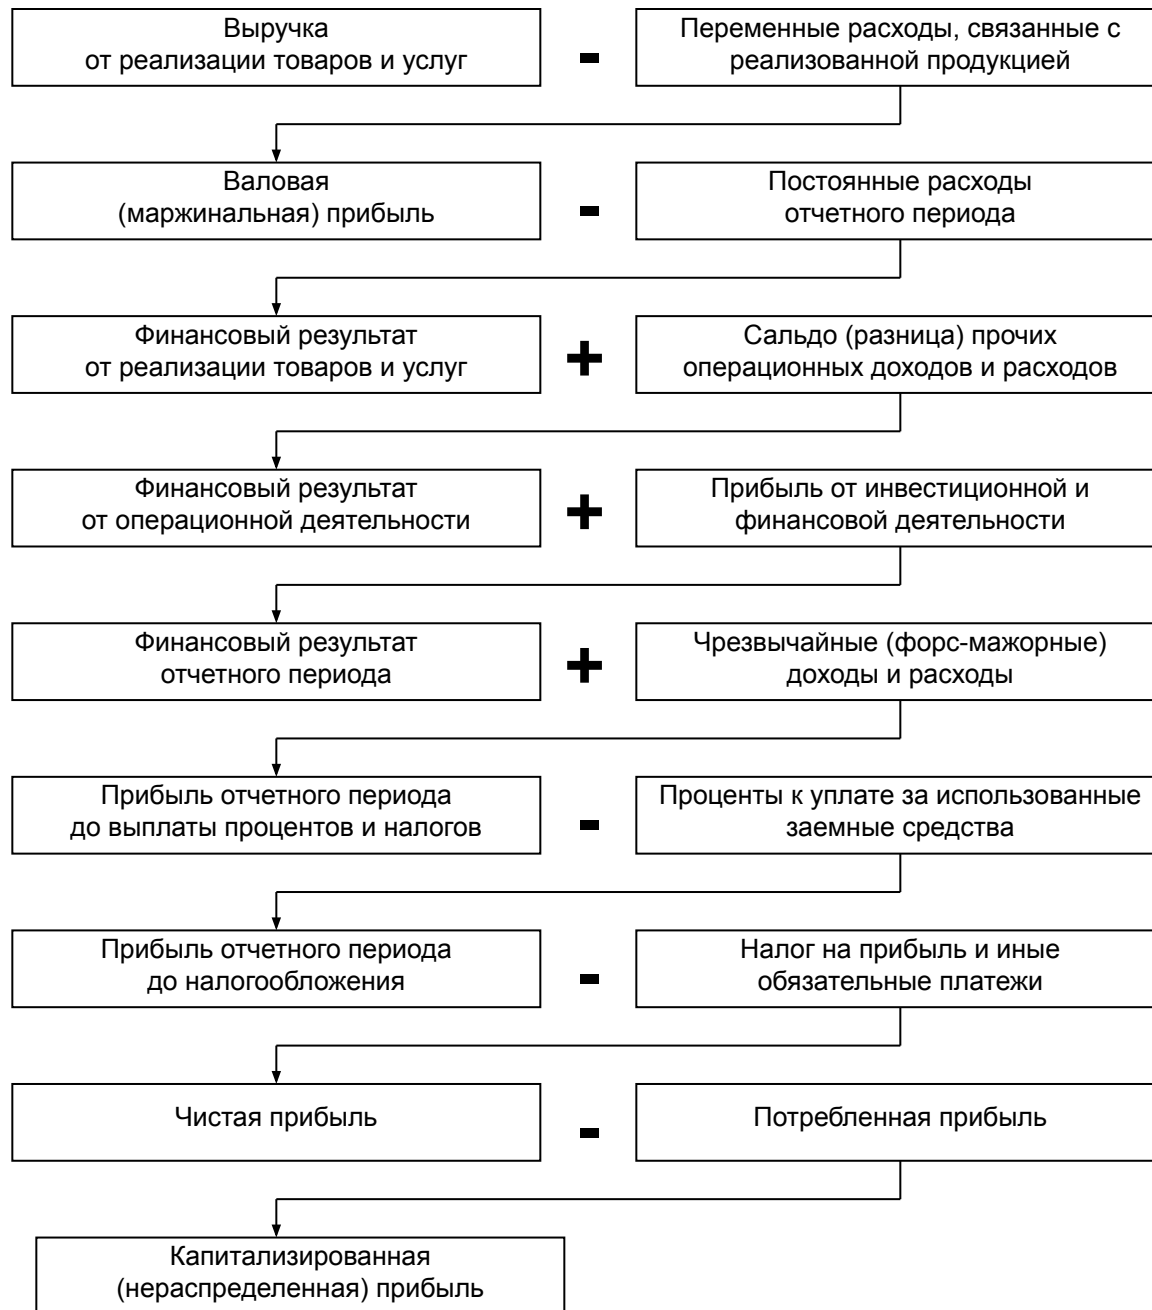 Выручка
от реализации товаров и услуг
-
Переменные расходы, связанные с
реализованной продукцией
Валовая
(маржинальная) прибыль
-
Постоянные расходы
отчетного периода
Финансовый результат
от реализации товаров и услуг
+
Сальдо (разница) прочих
операционных доходов и расходов
Финансовый результат
от операционной деятельности
+
Прибыль от инвестиционной и
финансовой деятельности
Финансовый результат
отчетного периода
+
Чрезвычайные (форс-мажорные)
доходы и расходы
Прибыль отчетного периода
до выплаты процентов и налогов
-
Проценты к уплате за использованные
заемные средства
Прибыль отчетного периода
до налогообложения
-
Налог на прибыль и иные
обязательные платежи
Чистая прибыль
-
Потребленная прибыль
Капитализированная
(нераспределенная) прибыль